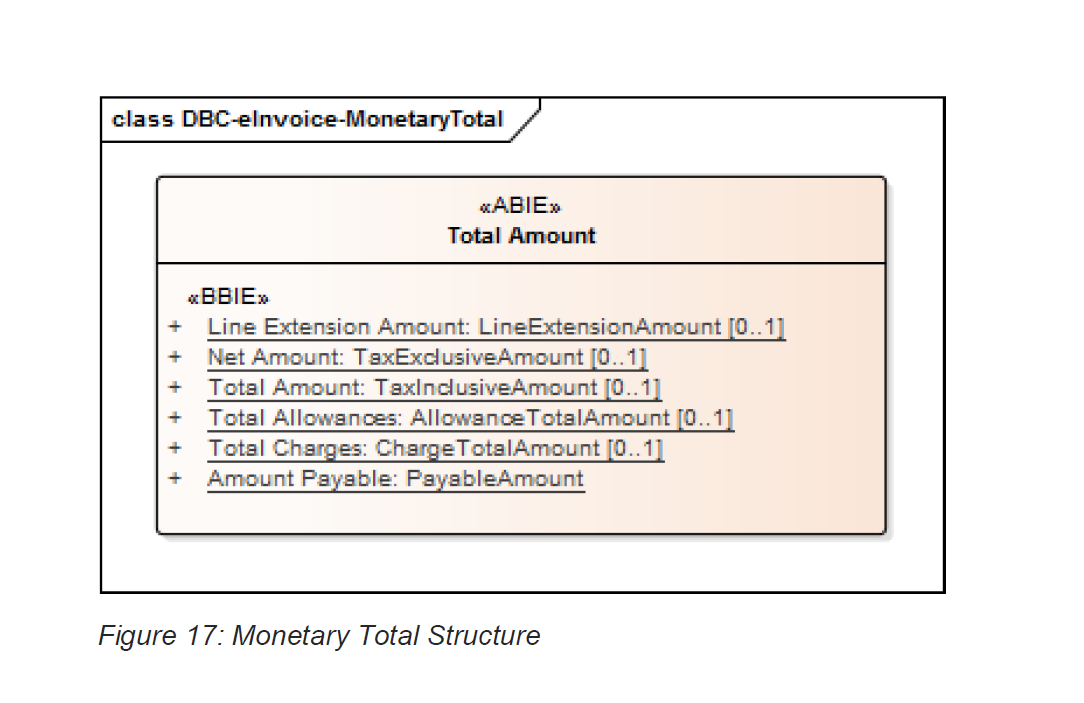 class DBC-eInvoice-MonetaryTotal
«ABIE»
Total Amount
«BBIE»
+ Line Extension Amount: LineExtensionAmount [0..1]
+ Net Amount: TaxExclusiveAmount [0..1]
+ Total Amount: TaxInclusiveAmount [0..1]
+ Total Allowances: AllowanceTotalAmount [0..1]
+ Total Charges: ChargeTotalAmount [0..1]
+ Amount Payable: PayableAmount
Figure 17: Monetary Total Structure